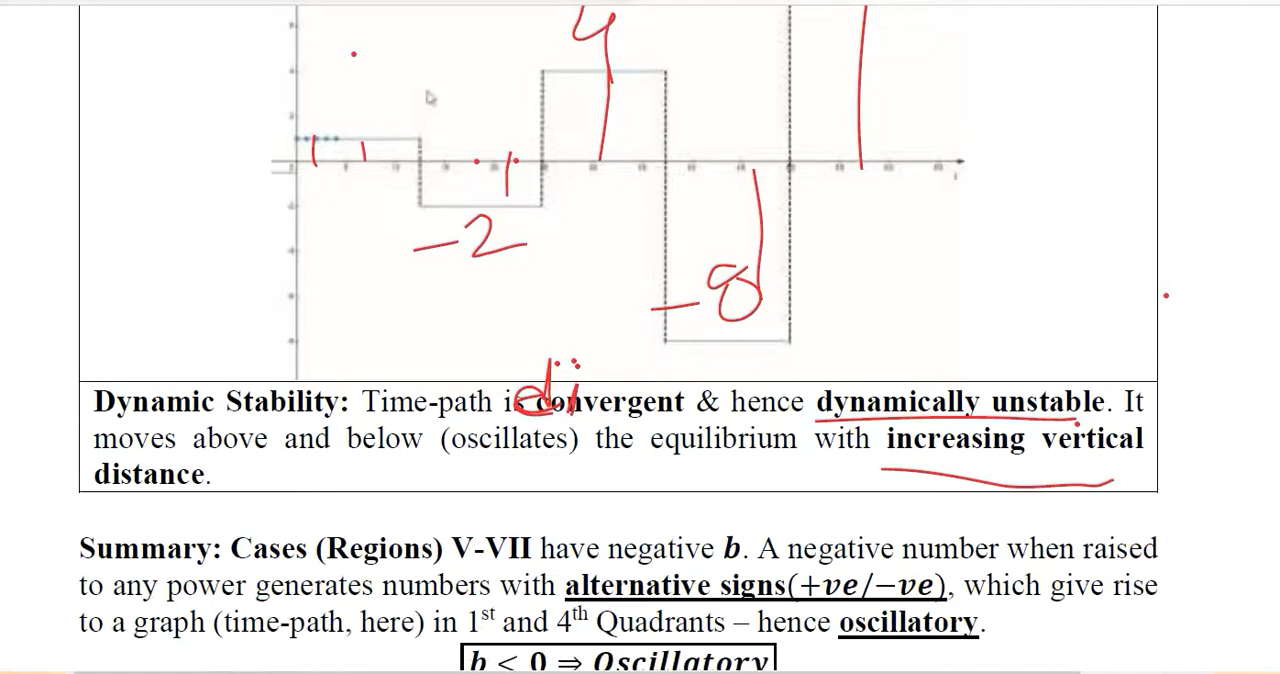 4
-2
-8
di
Dynamic Stability: Time-path is convergent & hence dynamically unstable. It
moves above and below (oscillates) the equilibrium with increasing vertical
distance.
Summary: Cases (Regions) V-VII have negative b. A negative number when raised
to any power generates numbers with alternative signs(+ve/−ve), which give rise
to a graph (time-path, here) in 1st and 4th Quadrants – hence oscillatory.
b < 0 ⇒ Oscillatory